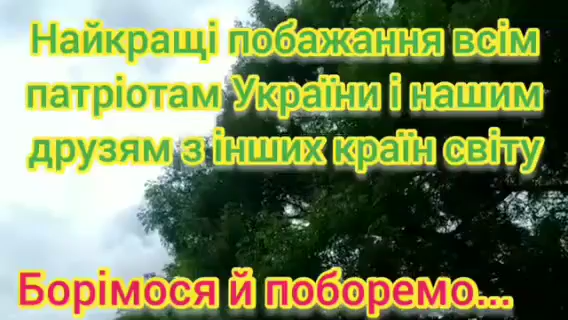 Найкращі побажання всім
патріотам України і нашим
друзям з інших країн світу
Борімося й поборемо...